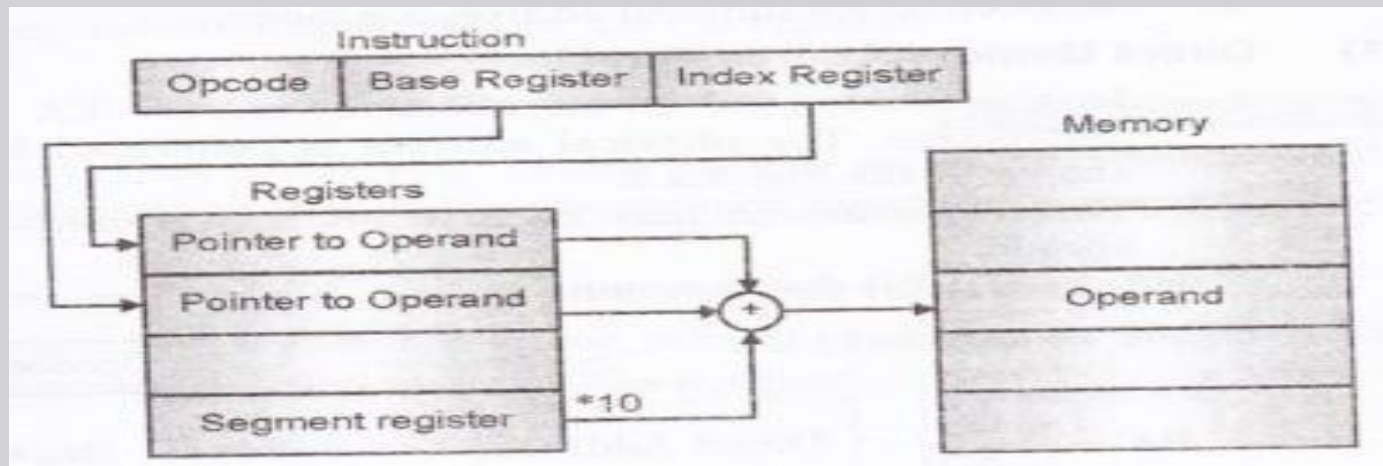 Instruction
Opcode Base Register Index Register
Memory
Registers
Pointer to Operand
Pointer to Operand
Operand
*10
Segment register
+